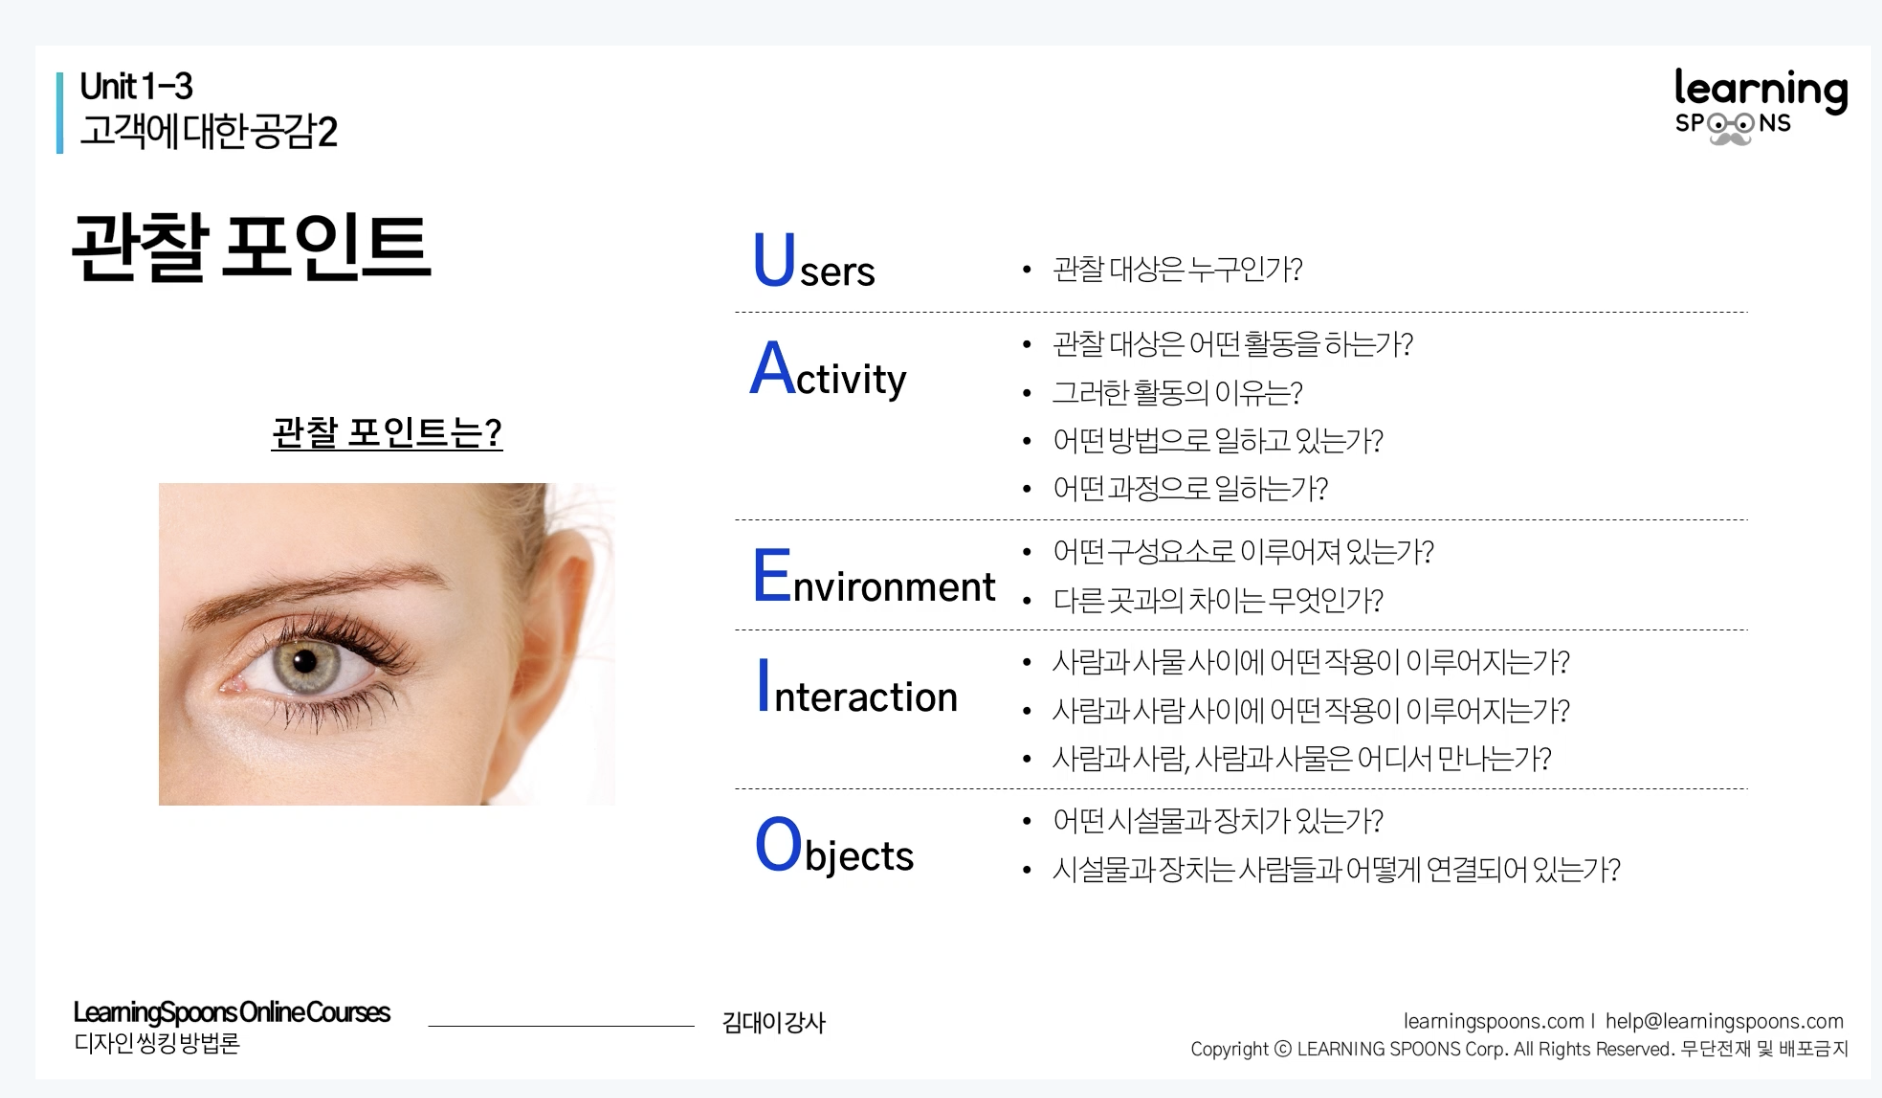 Unit 1-3
고객에 대한 공감2
learning
SPOONS
관찰 포인트
관찰 포인트는?
Users
• 관찰 대상은 누구인가?
Activity
• 관찰 대상은 어떤 활동을 하는가?
• 그러한 활동의 이유는?
• 어떤 방법으로 일하고 있는가?
• 어떤 과정으로 일하는가?
Environment
• 어떤 구성요소로 이루어져 있는가?
• 다른 곳과의 차이는 무엇인가?
Interaction
• 사람과 사물 사이에 어떤 작용이 이루어지는가?
• 사람과 사람 사이에 어떤 작용이 이루어지는가?
• 사람과 사람, 사람과 사물은 어디서 만나는가?
Objects
• 어떤 시설물과 장치가 있는가?
• 시설물과 장치는 사람들과 어떻게 연결되어 있는가?
LearningSpoons Online Courses
디자인 씽킹 방법론
김대이 강사
learningspoons.com l help@learningspoons.com
Copyright ⓒ LEARNING SPOONS Corp. All Rights Reserved. 무단전재 및 배포금지